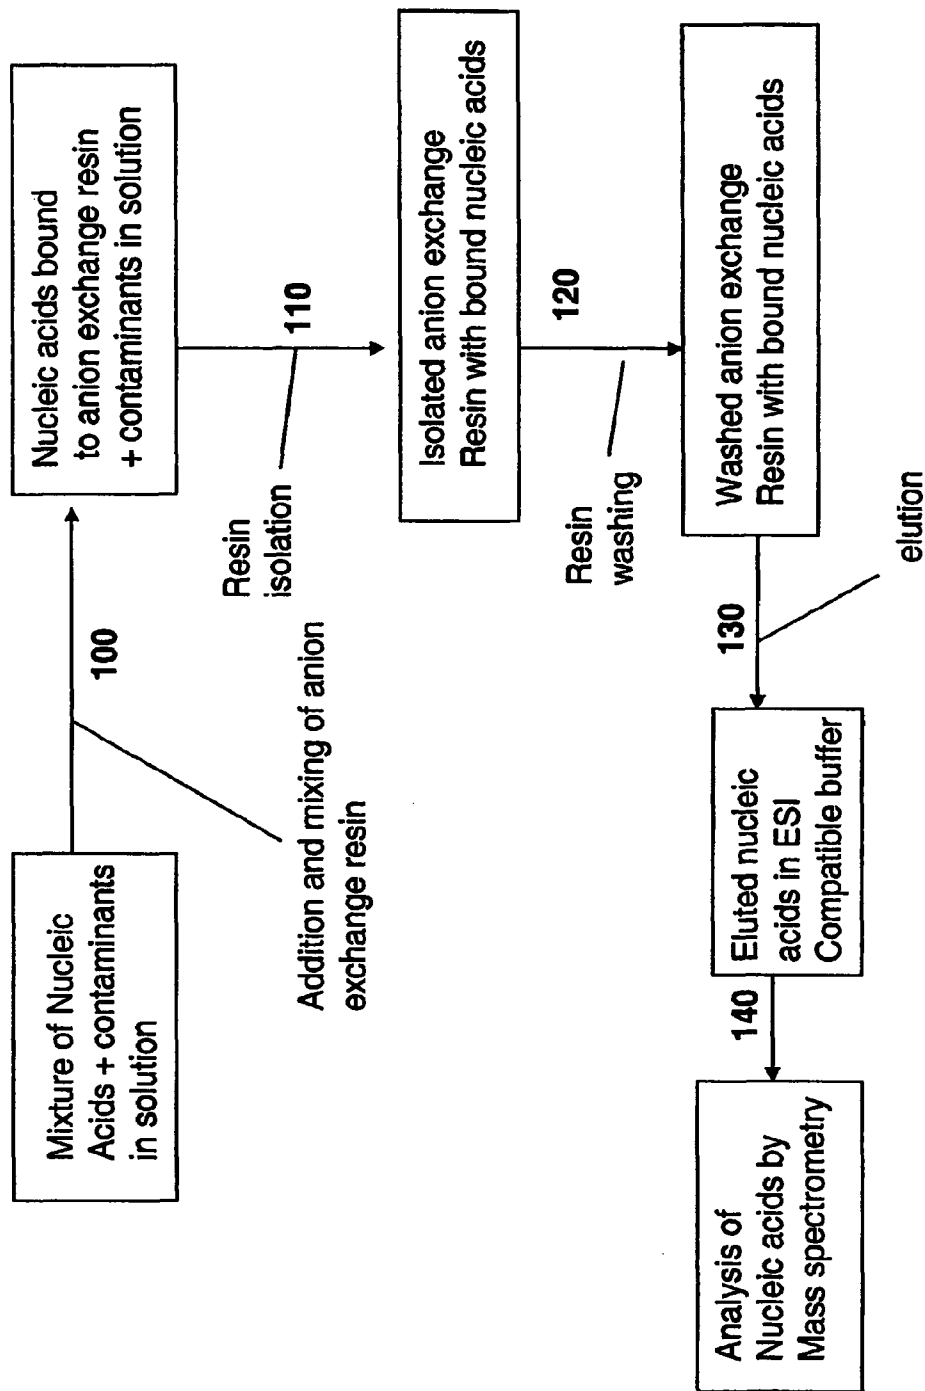 Mixture of Nucleic
Acids + contaminants
in solution
100
Addition and mixing of anion
exchange resin
Nucleic acids bound
to anion exchange resin
+ contaminants in solution
110
Resin
isolation
Isolated anion exchange
Resin with bound nucleic acids
120
Resin
washing
Washed anion exchange
Resin with bound nucleic acids
130
elution
Eluted nucleic
acids in ESI
Compatible buffer
140
Analysis of
Nucleic acids by
Mass spectrometry